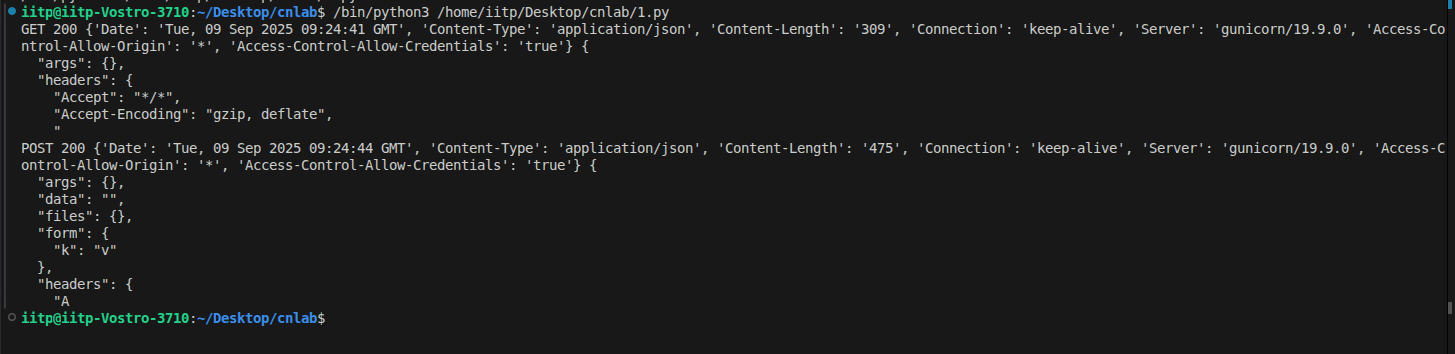 iitp@iitp-Vostro-3710:~/Desktop/cnlab$ /bin/python3 /home/iitp/Desktop/cnlab/1.py
GET 200 {'Date': 'Tue, 09 Sep 2025 09:24:41 GMT', 'Content-Type': 'application/json', 'Content-Length': '309', 'Connection': 'keep-alive', 'Server': 'gunicorn/19.9.0', 'Access-Co
ntrol-Allow-Origin': '*', 'Access-Control-Allow-Credentials': 'true'} {
  "args": {},
  "headers": {
    "Accept": "*/*",
    "Accept-Encoding": "gzip, deflate",
    "
POST 200 {'Date': 'Tue, 09 Sep 2025 09:24:44 GMT', 'Content-Type': 'application/json', 'Content-Length': '475', 'Connection': 'keep-alive', 'Server': 'gunicorn/19.9.0', 'Access-C
ontrol-Allow-Origin': '*', 'Access-Control-Allow-Credentials': 'true'} {
  "args": {},
  "data": "",
  "files": {},
  "form": {
    "k": "v"
  },
  "headers": {
    "A
iitp@iitp-Vostro-3710:~/Desktop/cnlab$